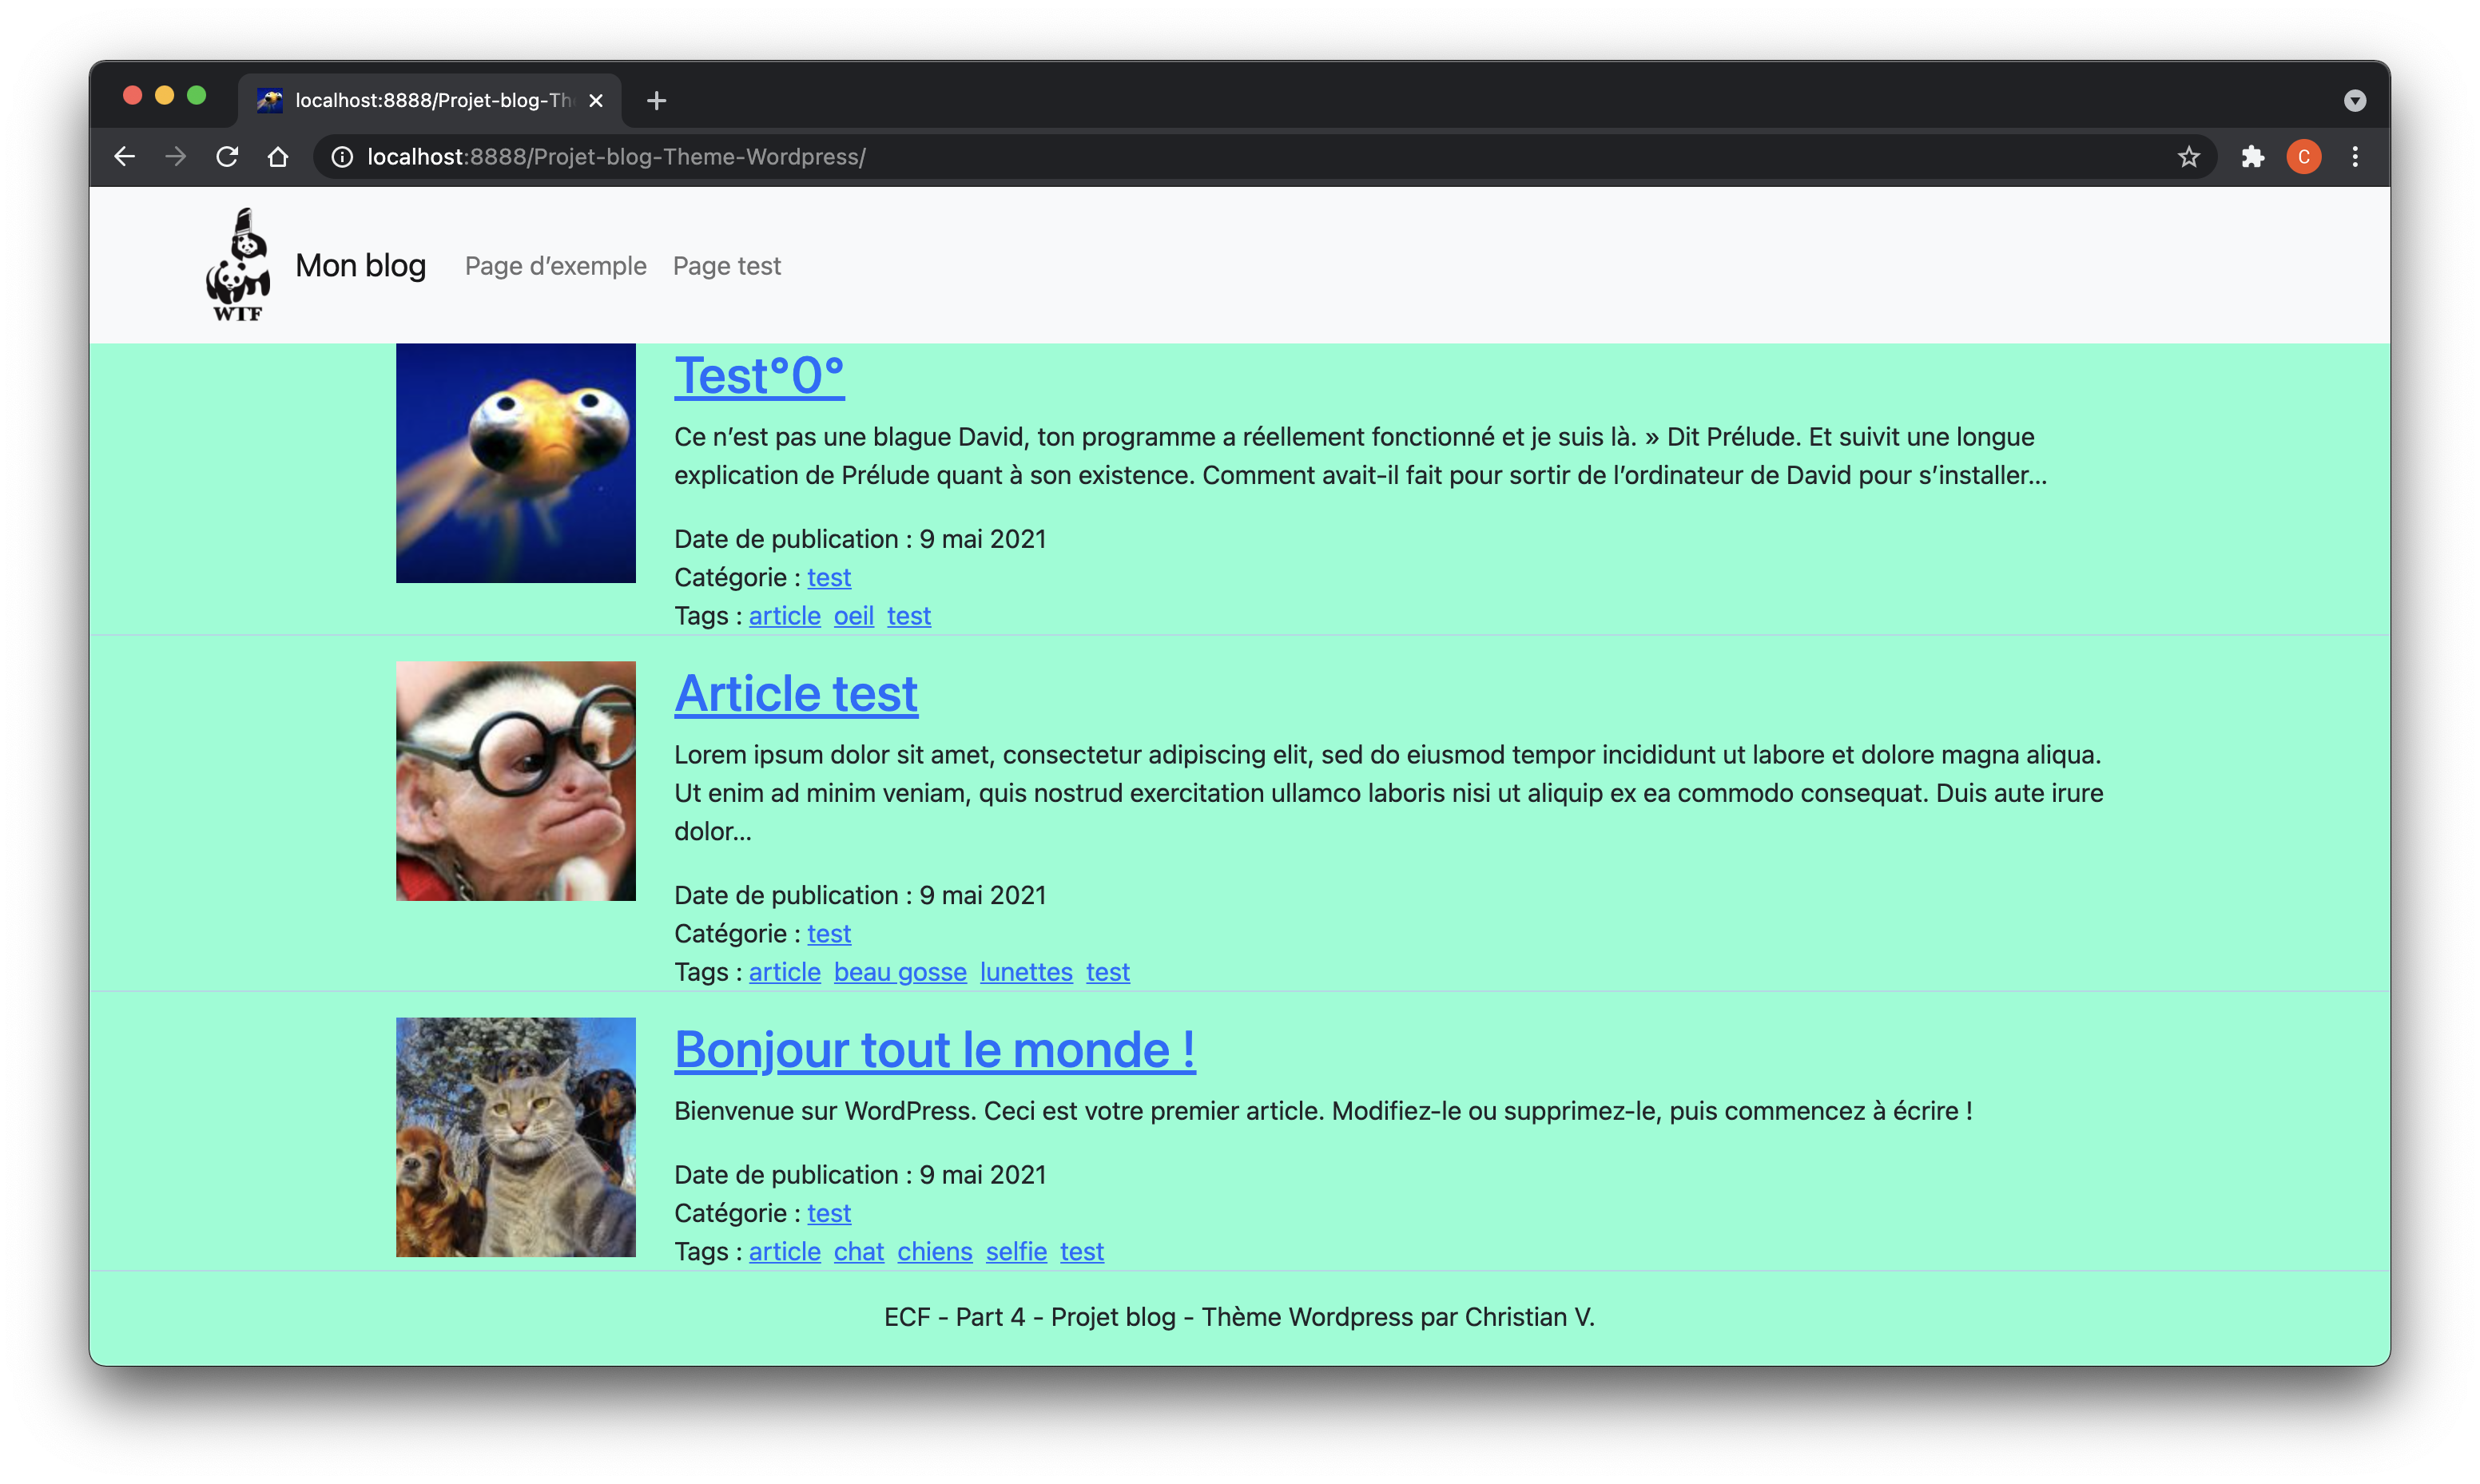 localhost:8888/Projet-blog-Th
localhost:8888/Projet-blog-Theme-Wordpress/
C
WTF
Mon blog Page d’exemple Page test
Test°0°
Ce n’est pas une blague David, ton programme a réellement fonctionné et je suis là. » Dit Prélude. Et suivit une longue
explication de Prélude quant à son existence. Comment avait-il fait pour sortir de l’ordinateur de David pour s’installer…
Date de publication : 9 mai 2021
Catégorie : test
Tags : article oeil test
Article test
Lorem ipsum dolor sit amet, consectetur adipiscing elit, sed do eiusmod tempor incididunt ut labore et dolore magna aliqua.
Ut enim ad minim veniam, quis nostrud exercitation ullamco laboris nisi ut aliquip ex ea commodo consequat. Duis aute irure
dolor…
Date de publication : 9 mai 2021
Catégorie : test
Tags : article beau gosse lunettes test
Bonjour tout le monde !
Bienvenue sur WordPress. Ceci est votre premier article. Modifiez-le ou supprimez-le, puis commencez à écrire !
Date de publication : 9 mai 2021
Catégorie : test
Tags : article chat chiens selfie test
ECF - Part 4 - Projet blog - Thème Wordpress par Christian V.